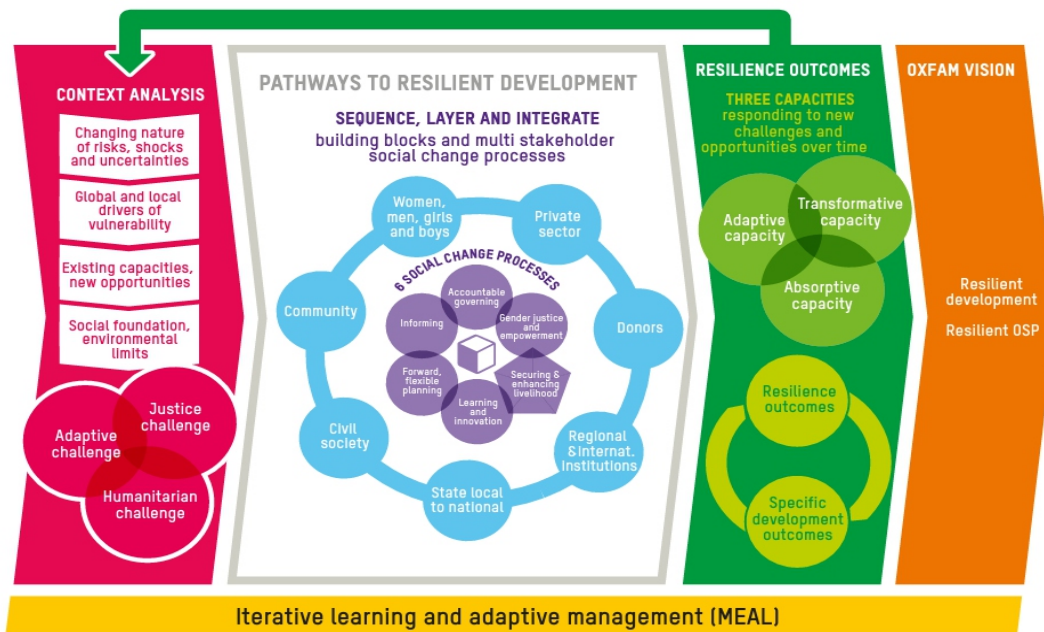 CONTEXT ANALYSIS
Changing nature
of risks, shocks
and uncertainties
Global and local
drivers of
vulnerability
Existing capacities,
new opportunities
Social foundation,
environmental
limits
Justice
challenge
Adaptive
challenge
Humanitarian
challenge
PATHWAYS TO RESILIENT DEVELOPMENT
SEQUENCE, LAYER AND INTEGRATE
building blocks and multi stakeholder
social change processes
Women,
men, girls
and boys
Private
sector
Community
Donors
Civil
society
Regional
& Internat.
Institutions
State local
to national
6 SOCIAL CHANGE PROCESSES
Accountable
governing
Informing
Gender justice
and
empowerment
Forward,
flexible
planning
Securing &
enhancing
livelihood
Learning
and
innovation
RESILIENCE OUTCOMES
THREE CAPACITIES
responding to new
challenges and
opportunities over time
Adaptive
capacity
Transformative
capacity
Absorptive
capacity
Resilience
outcomes
Specific
development
outcomes
OXFAM VISION
Resilient
development
Resilient OSP
Iterative learning and adaptive management (MEAL)